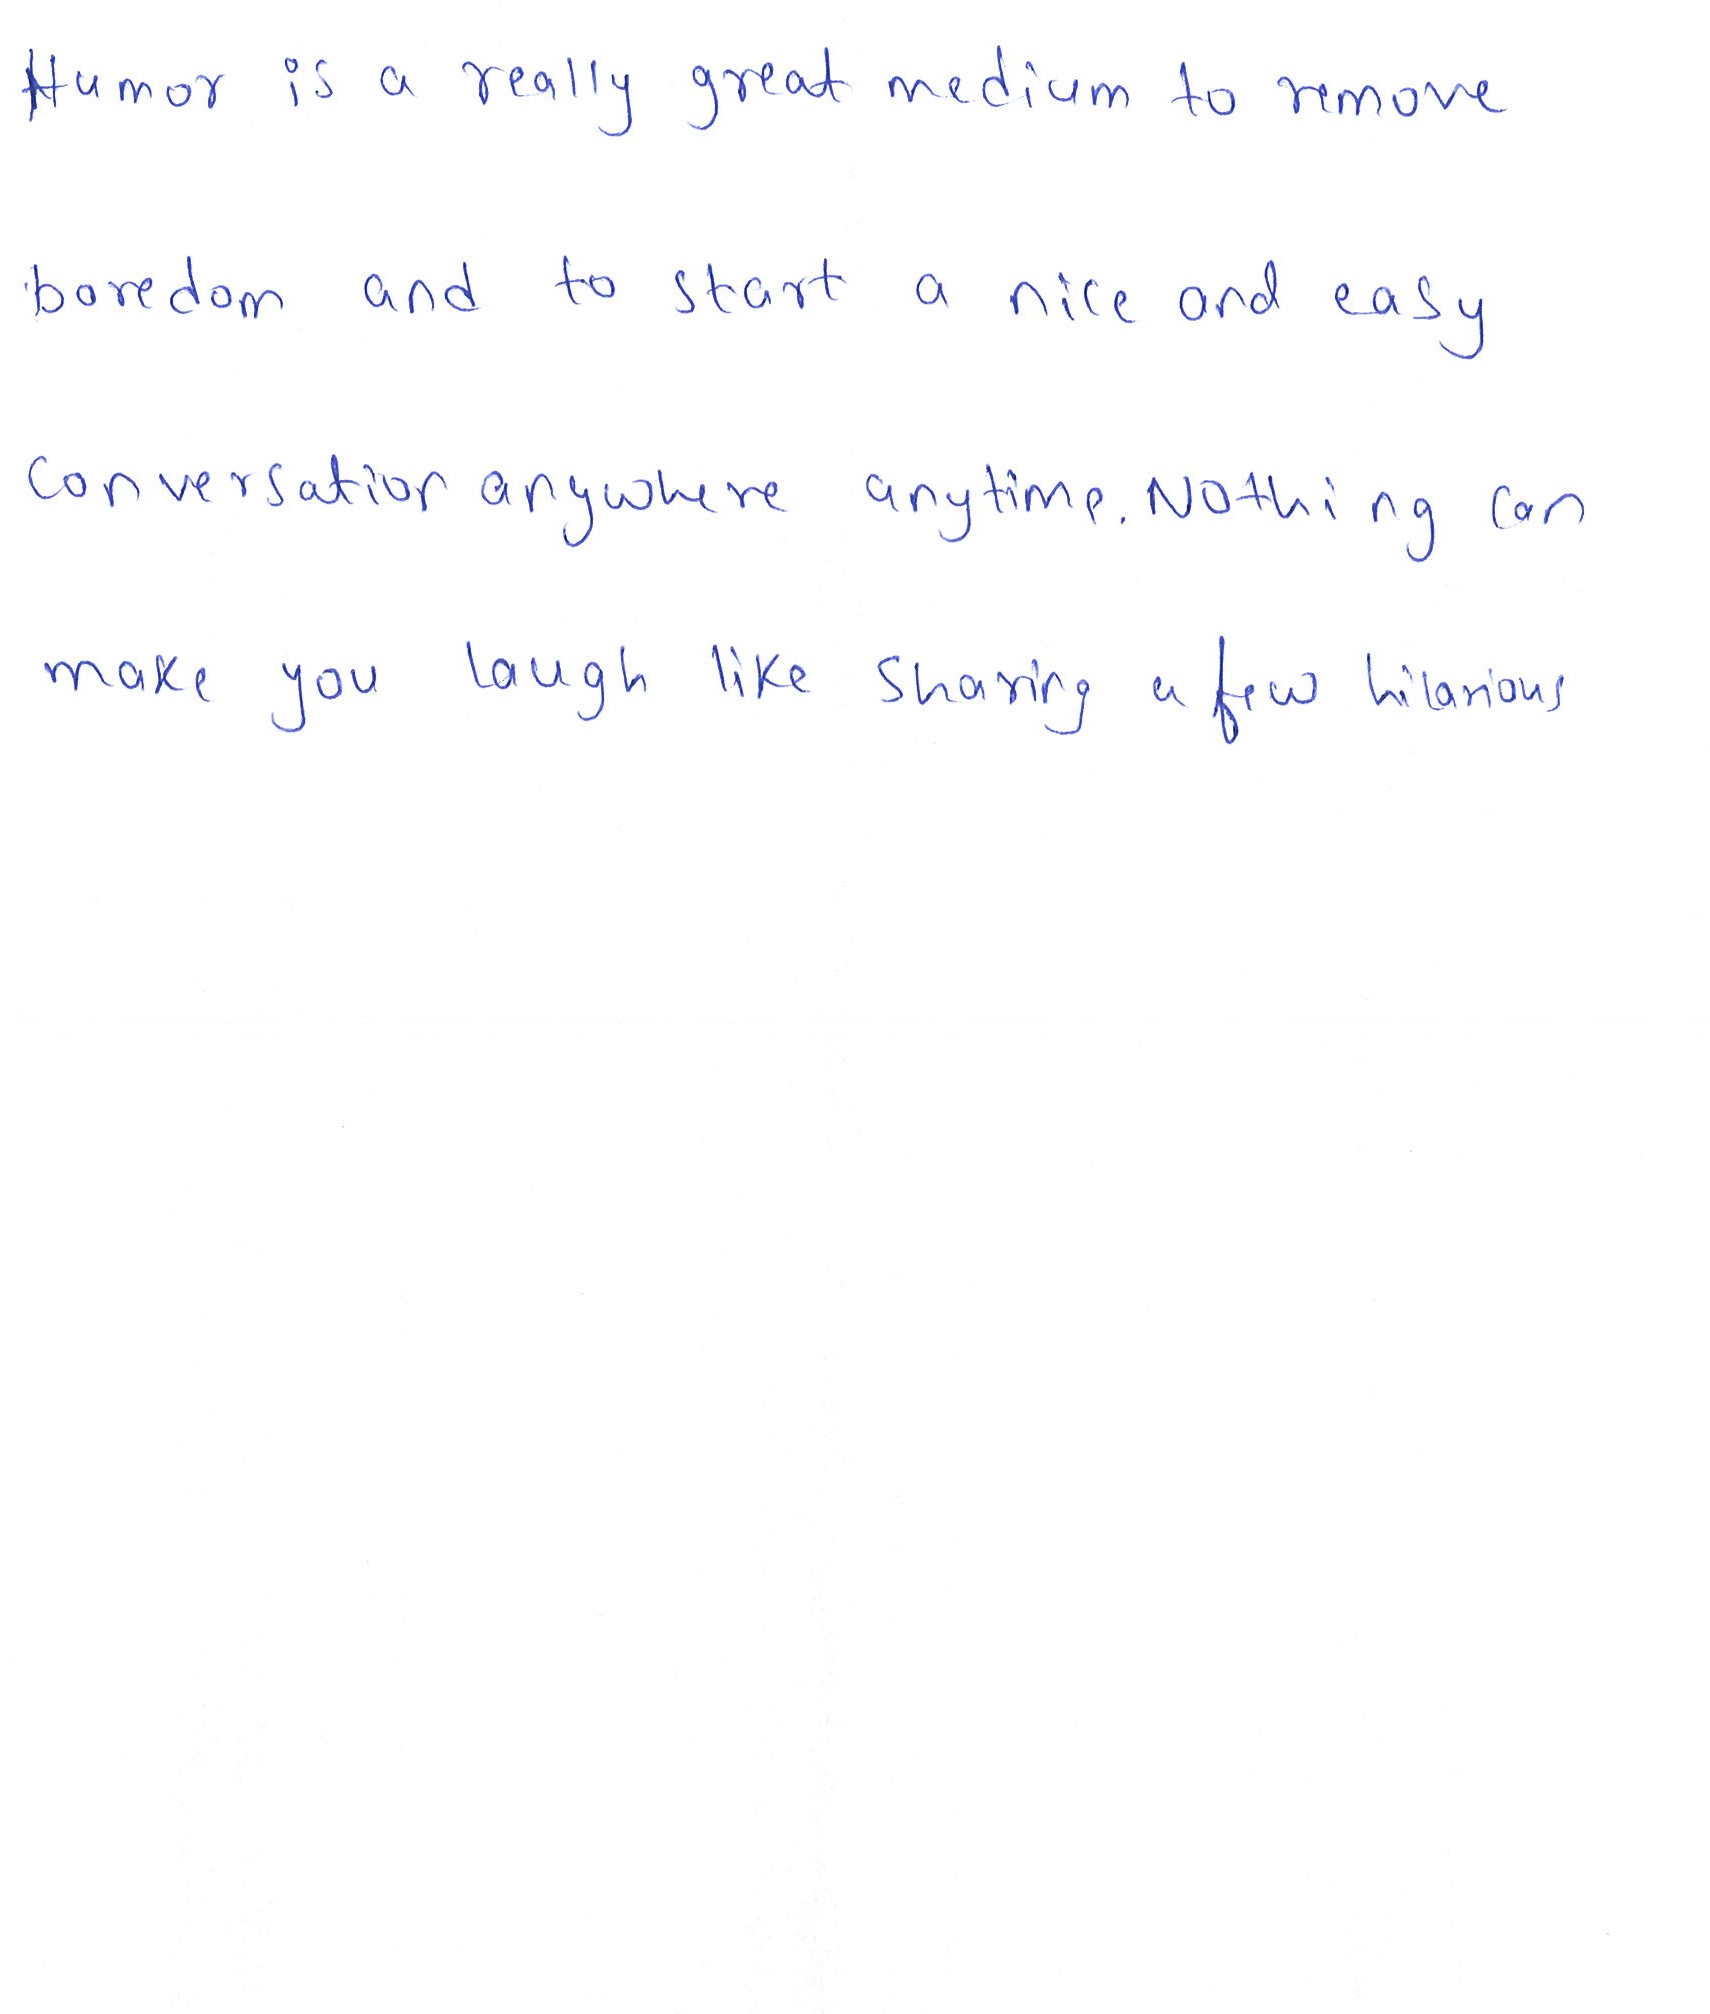 Humor is a really great medium to remove
boredom and to start a nice and easy
conversation anywhere anytime. Nothing can
make you laugh like sharing a few hilarious